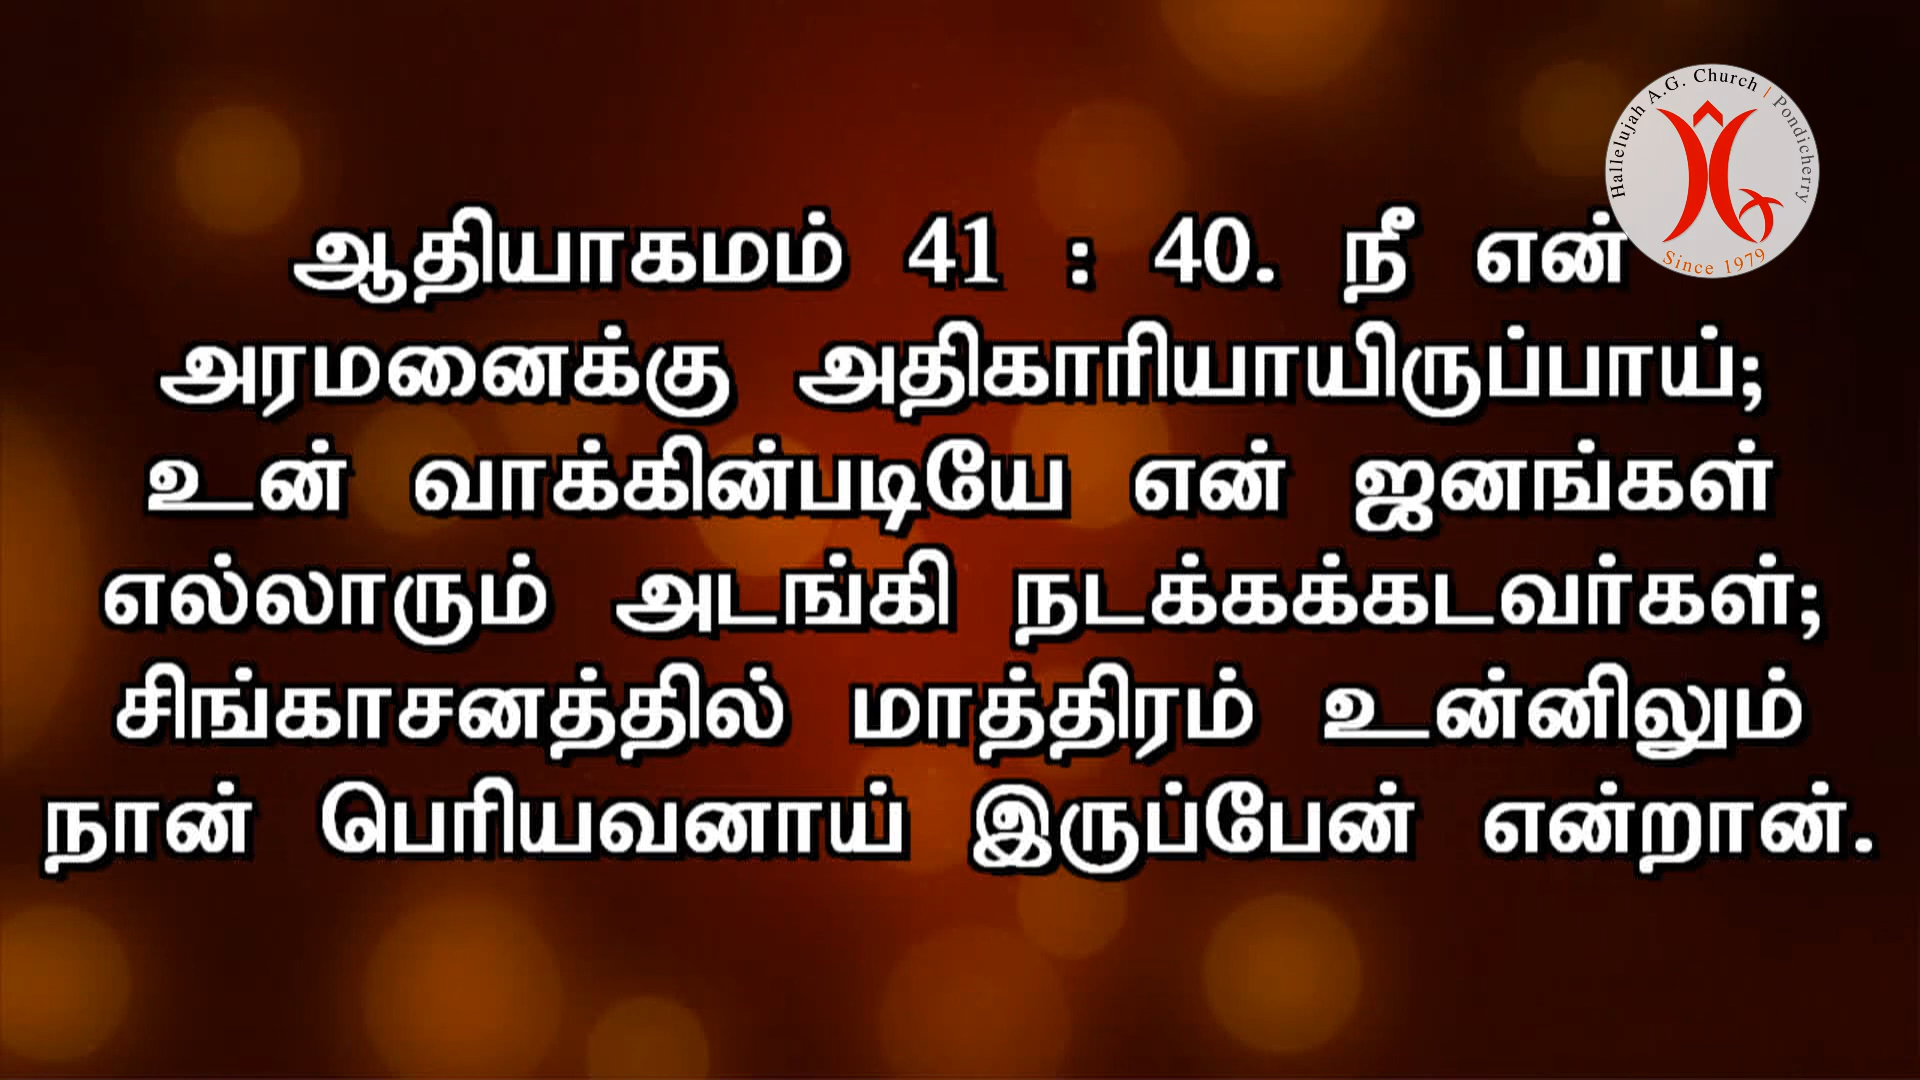 Hallelujah A.G. Church | Pondicherry
Since 1979
ஆதியாகமம் 41 : 40. நீ என்
அரமனைக்கு அதிகாரியாயிருப்பாய்;
உன் வாக்கின்படியே என் ஜனங்கள்
எல்லாரும் அடங்கி நடக்கக்கடவர்கள்;
சிங்காசனத்தில் மாத்திரம் உன்னிலும்
நான் பெரியவனாய் இருப்பேன் என்றான்.